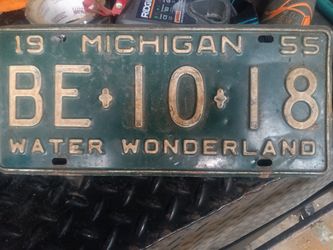 19 MICHIGAN 55
BE·10·18
WATER WONDERLAND